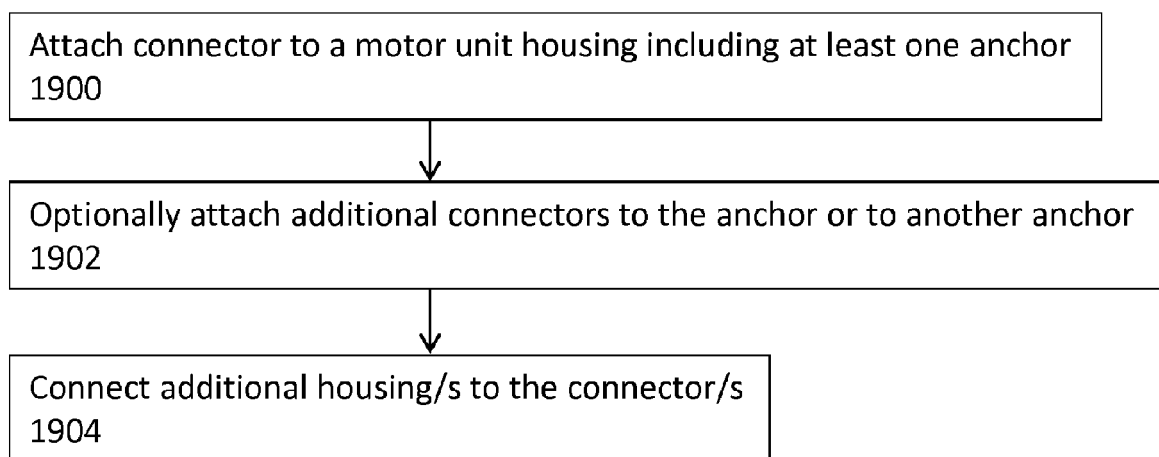 Attach connector to a motor unit housing including at least one anchor
1900
Optionally attach additional connectors to the anchor or to another anchor
1902
Connect additional housing/s to the connector/s
1904